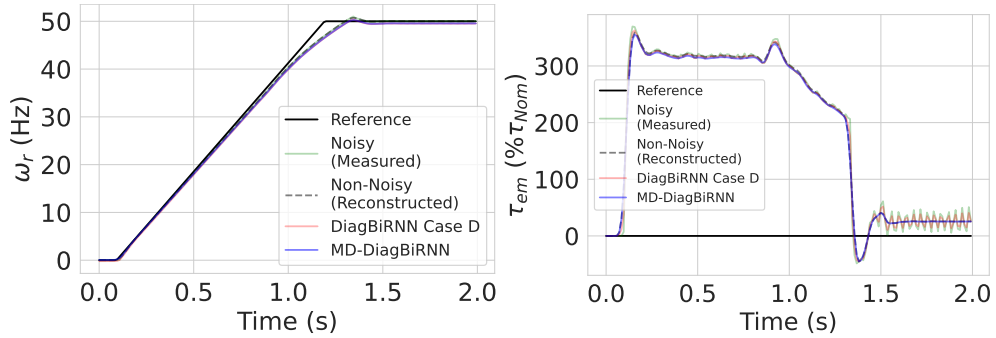 50
40
30
20
10
0
ω_r (Hz)
0.0 0.5 1.0 1.5 2.0
Time (s)
Reference
Noisy
(Measured)
Non-Noisy
(Reconstructed)
DiagBiRNN Case D
MD-DiagBiRNN
300
200
100
0
τ_em (%τ_Nom)
0.0 0.5 1.0 1.5 2.0
Time (s)
Reference
Noisy
(Measured)
Non-Noisy
(Reconstructed)
DiagBiRNN Case D
MD-DiagBiRNN